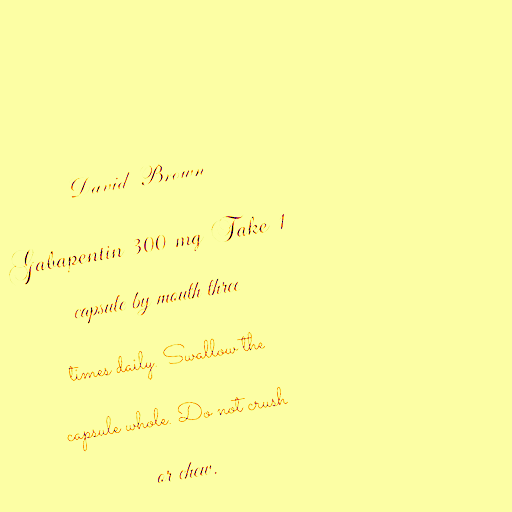 David Brown
Gabapentin 300 mg Take 1
capsule by mouth three
times daily. Swallow the
capsule whole. Do not crush
or chew.